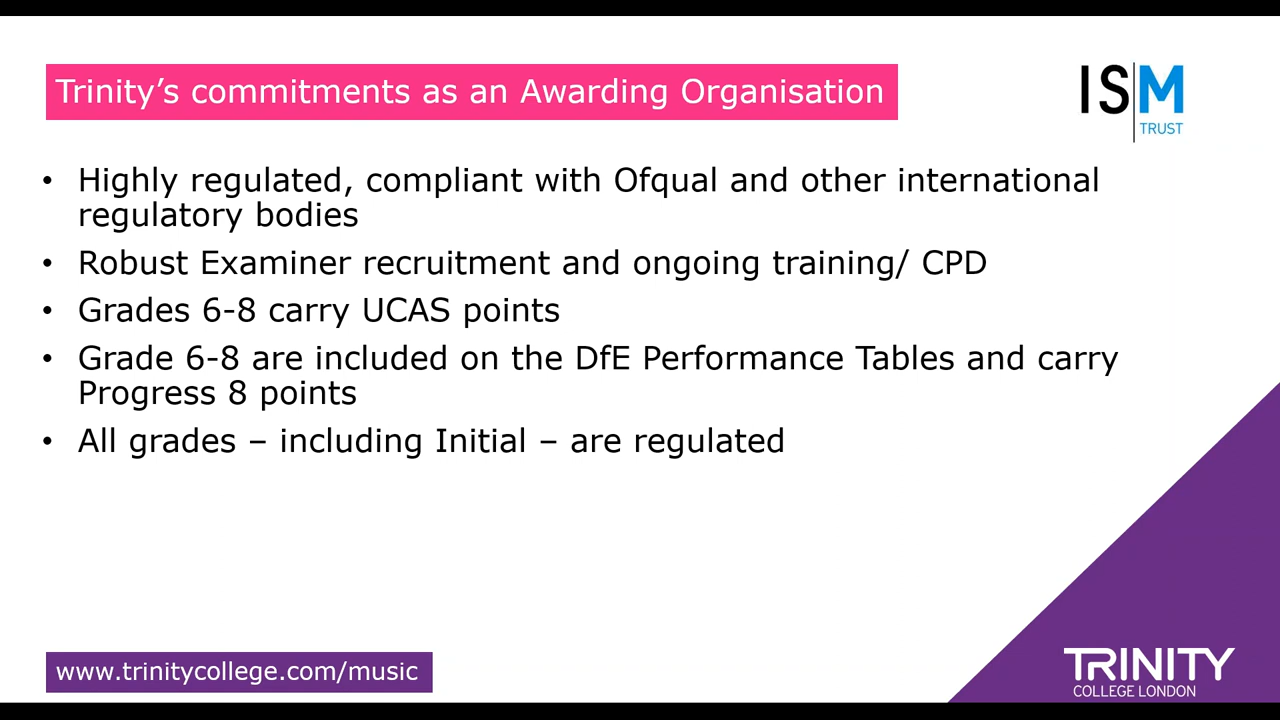 Trinity’s commitments as an Awarding Organisation
ISM
TRUST
• Highly regulated, compliant with Ofqual and other international
regulatory bodies
• Robust Examiner recruitment and ongoing training/ CPD
• Grades 6-8 carry UCAS points
• Grade 6-8 are included on the DfE Performance Tables and carry
Progress 8 points
• All grades – including Initial – are regulated
www.trinitycollege.com/music
TRINITY
COLLEGE LONDON